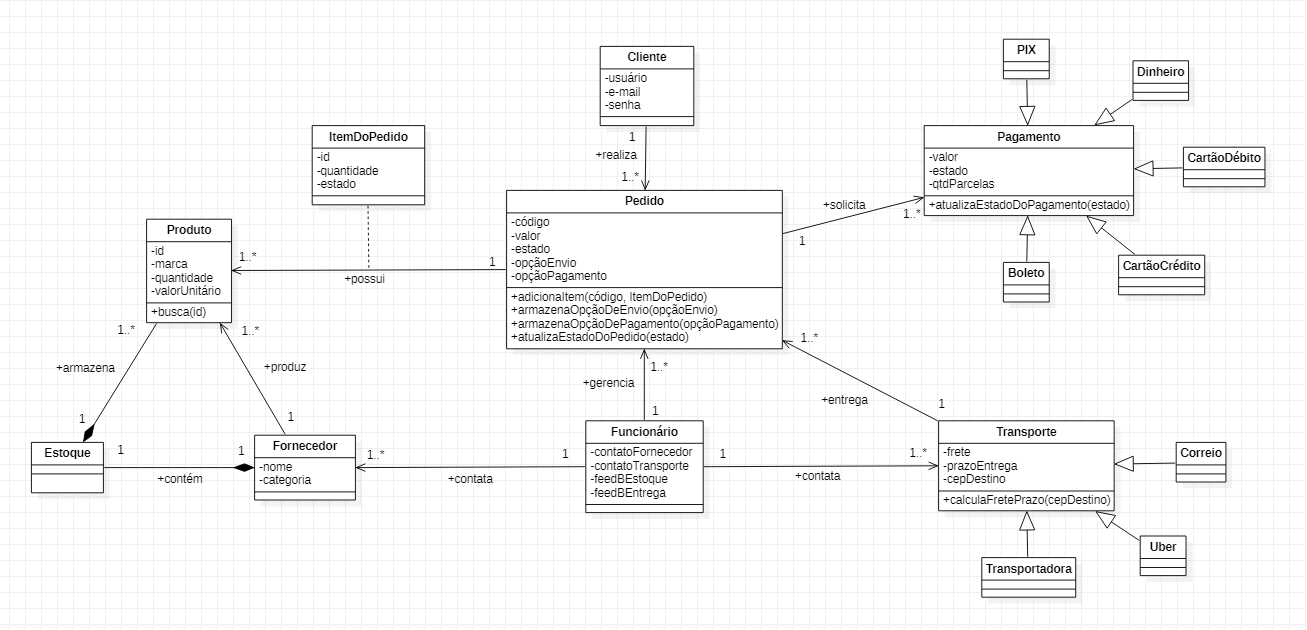 PIX
Dinheiro
Cliente
-usuário
-e-mail
-senha
1
+realiza
1..*
ItemDoPedido
-id
-quantidade
-estado
Pagamento
-valor
-estado
-qtdParcelas
+atualizaEstadoDoPagamento(estado)
CartãoDébito
CartãoCrédito
Boleto
+solicita
1..*
1
Pedido
-código
-valor
-estado
-opçãoEnvio
-opçãoPagamento
+adicionaItem(código, ItemDoPedido)
+armazenaOpçãoDeEnvio(opçãoEnvio)
+armazenaOpçãoDePagamento(opçãoPagamento)
+atualizaEstadoDoPedido(estado)
Produto
-id
-marca
-quantidade
-valorUnitário
+busca(id)
1..*
1
+possui
1..*
1..*
+armazena
+produz
1
1
+gerencia
1..*
1
1..*
+entrega
1
Estoque
1
1
+contém
Fornecedor
-nome
-categoria
1..*
1
+contata
Funcionário
-contatoFornecedor
-contatoTransporte
-feedBEstoque
-feedBEntrega
1
1..*
+contata
Transporte
-frete
-prazoEntrega
-cepDestino
+calculaFretePrazo(cepDestino)
Correio
Uber
Transportadora